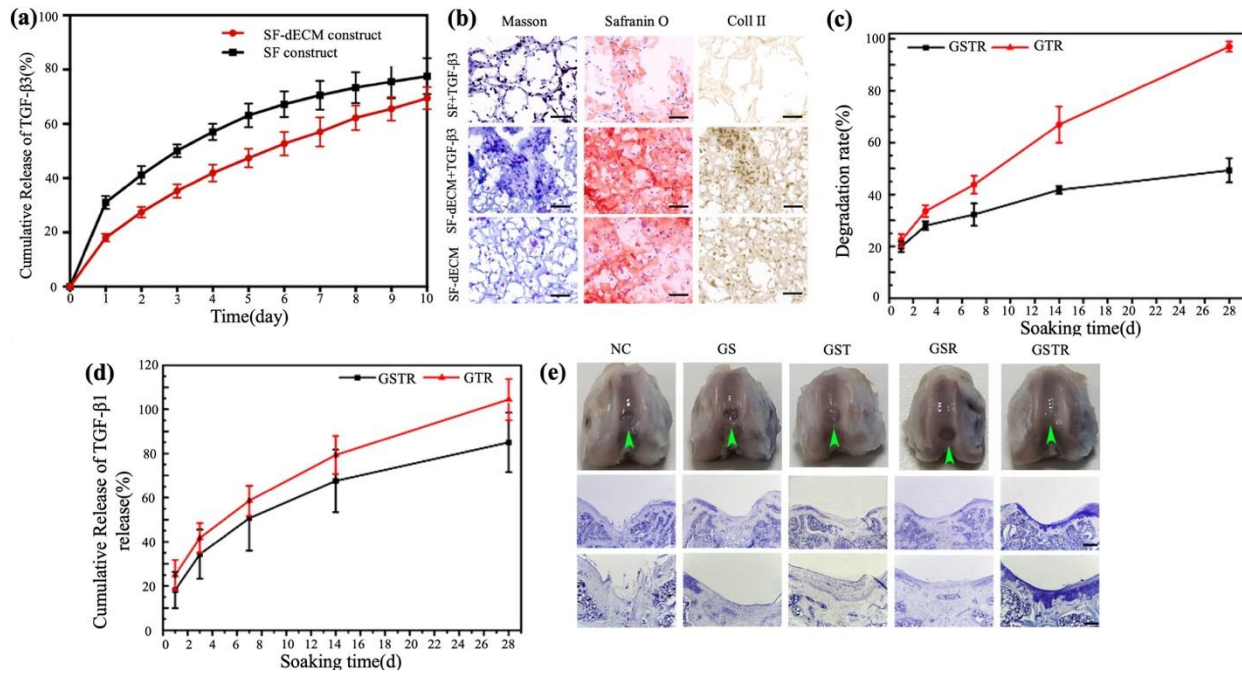 (a)
Cumulative Release of TGF-β3(%)
100
80
60
40
20
0
SF-dECM construct
SF construct
0 1 2 3 4 5 6 7 8 9 10
Time(day)
(b)
Masson Safranin O Coll II
SF+TGF-β3
SF-dECM+TGF-β3
SF-dECM
(c)
Degradation rate(%)
100
80
60
40
20
0
GSTR GTR
0 2 4 6 8 10 12 14 16 18 20 22 24 26 28
Soaking time(d)
(d)
Cumulative Release of TGF-β1
release(%)
120
100
80
60
40
20
0
GSTR GTR
0 2 4 6 8 10 12 14 16 18 20 22 24 26 28
Soaking time(d)
(e)
NC GS GST GSR GSTR